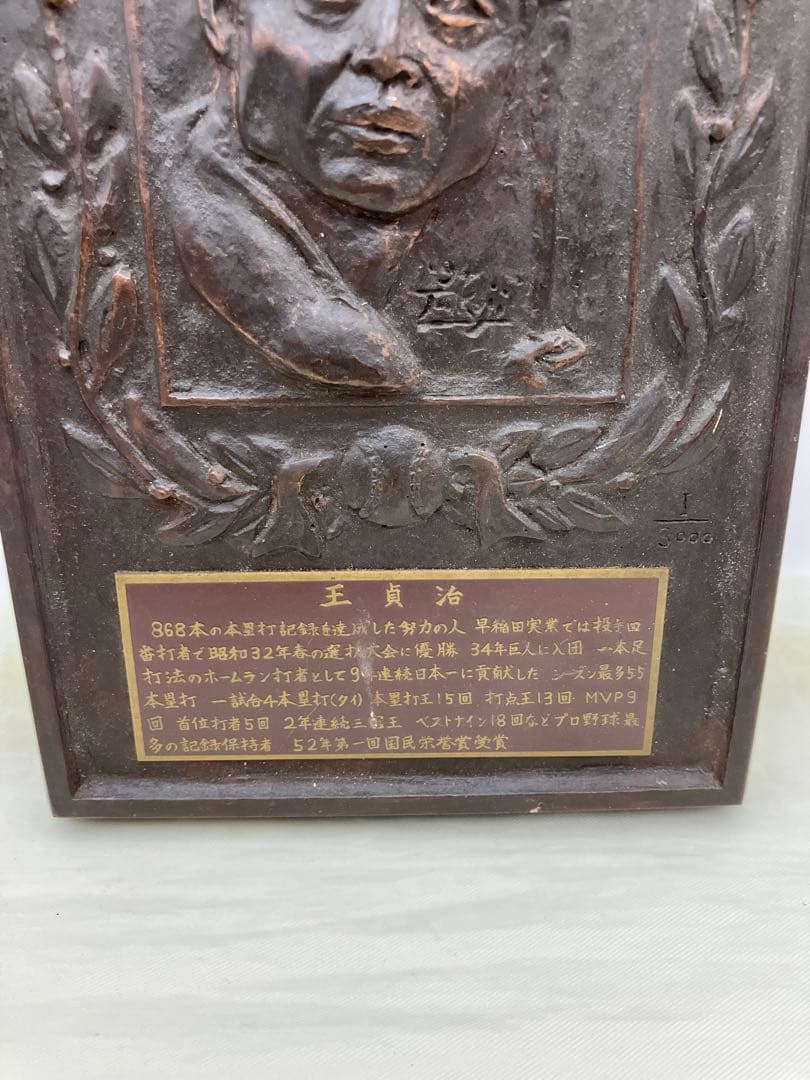 1
3000
王貞治
868本の本塁打記録を達成した努力の人 早稲田実業では投手四
番打者で昭和32年春の選抜大会に優勝 34年巨人に入団 一本足
打法のホームラン打者として9年連続日本一に貢献した シーズン最多55
本塁打 一試合4本塁打(タイ) 本塁打王15回 打点王13回 MVP9
回 首位打者5回 2年連続三冠王 ベストナイン18回などプロ野球最
多の記録保持者 52年第一回国民栄誉賞受賞